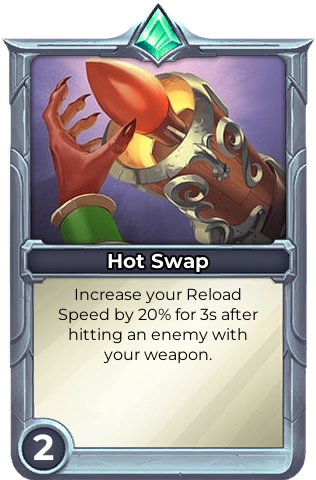 Hot Swap
Increase your Reload
Speed by 20% for 3s after
hitting an enemy with
your weapon.
2